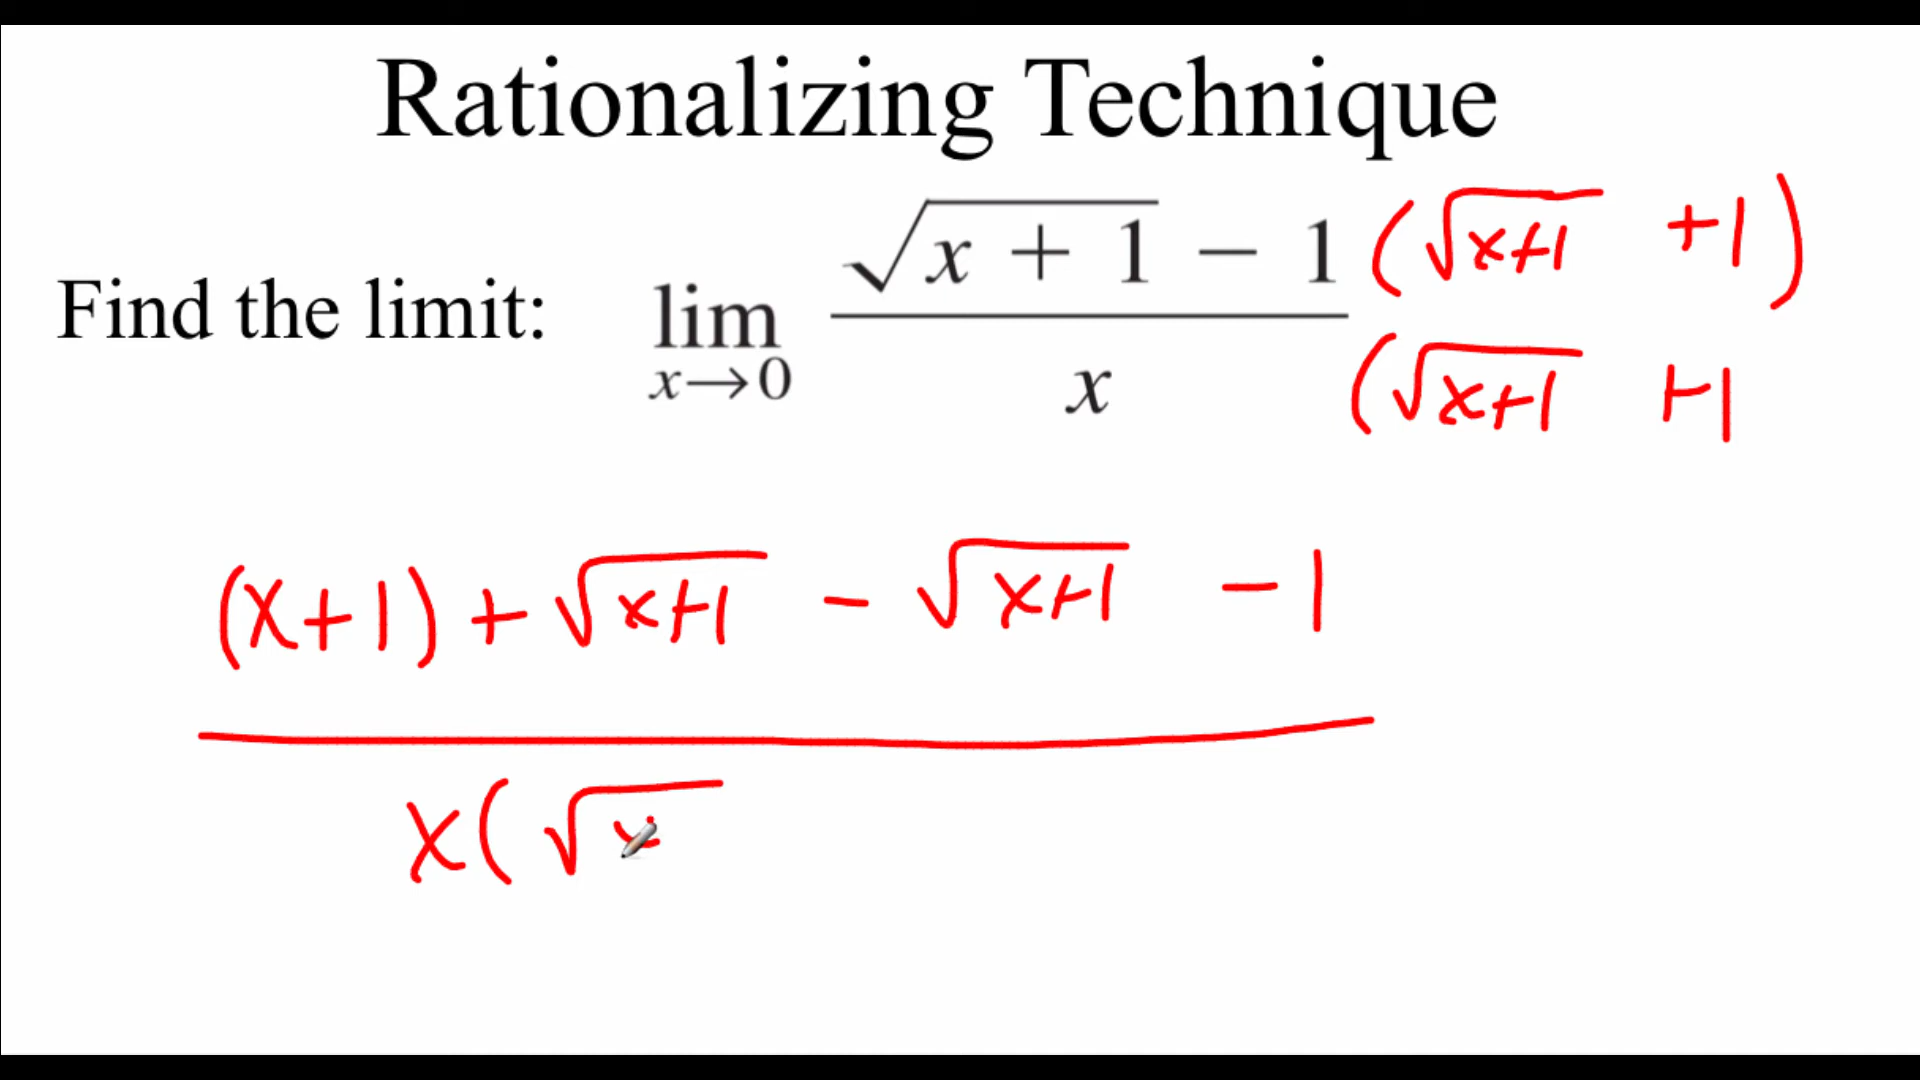 Rationalizing Technique
Find the limit: lim x→0 (√(x + 1) − 1)/x
(√x+1 +1)
(√x+1 +1
(x+1) + √x+1 − √x+1 − 1
x(√x